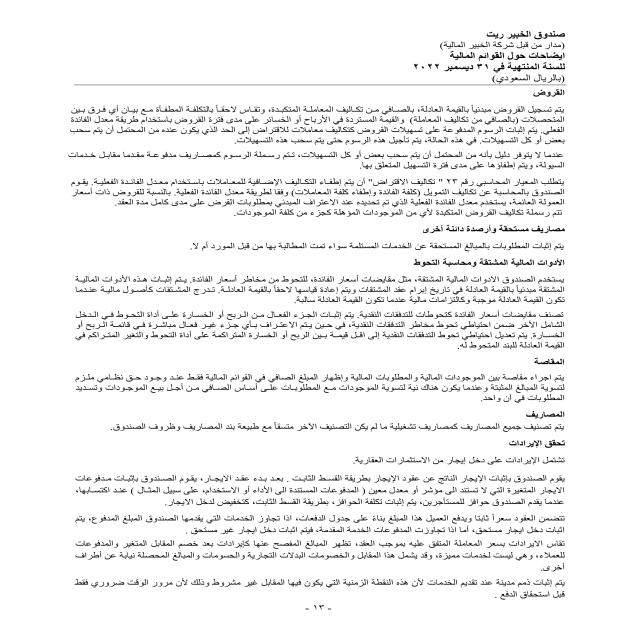 صندوق الخبير ريت
(مدار من قبل شركة الخبير المالية)
ايضاحات حول القوائم المالية
للسنة المنتهية في ٣١ ديسمبر ٢٠٢٢
(بالريال السعودي)
القروض
يتم تسجيل القروض مبدئياً بالقيمة العادلة، بالصافي من تكاليف المعاملة المتكبدة، وتقاس لاحقاً بالتكلفة المطفأة مع بيان أي فرق بين
المتحصلات (بالصافي من تكاليف المعاملة) والقيمة المستردة في الأرباح أو الخسائر على مدى فترة القروض باستخدام طريقة معدل الفائدة
الفعلي. يتم إثبات الرسوم المدفوعة على تسهيلات القروض كتكاليف معاملات للاقتراض إلى الحد الذي يكون عنده من المحتمل أن يتم سحب
بعض أو كل التسهيلات. في هذه الحالة، يتم تأجيل هذه الرسوم حتى يتم سحب هذه التسهيلات.
عندما لا يتوفر دليل بأنه من المحتمل أن يتم سحب بعض أو كل التسهيلات، تتم رسملة الرسوم كمصاريف مدفوعة مقدما مقابل خدمات
السيولة، ويتم إطفاؤها على مدى فترة التسهيل المتعلق بها.
يتطلب المعيار المحاسبي رقم ٢٣ " تكاليف الاقتراض" أن يتم إطفاء التكاليف الإضافية للمعاملات باستخدام معدل الفائدة الفعلية. يقوم
الصندوق بالمحاسبة عن تكاليف التمويل (كلفة الفائدة وإطفاء كلفة المعاملات) وفقا لطريقة معدل الفائدة الفعلية. بالنسبة للقروض ذات أسعار
العمولة العائمة، يستخدم معدل الفائدة الفعلية الذي تم تحديده عند الاعتراف المبدئي بمطلوبات القرض على مدى كامل مدة العقد.
تتم رسملة تكاليف القروض المتكبدة لأي من الموجودات المؤهلة كجزء من كلفة الموجودات.
مصاريف مستحقة وأرصدة دائنة أخرى
يتم إثبات المطلوبات بالمبالغ المستحقة عن الخدمات المستلمة سواء تمت المطالبة بها من قبل المورد أم لا.
الأدوات المالية المشتقة ومحاسبة التحوط
يستخدم الصندوق الادوات المالية المشتقة، مثل مقايضات أسعار الفائدة، للتحوط من مخاطر أسعار الفائدة. يتم إثبات هذه الأدوات المالية
المشتقة مبدئياً بالقيمة العادلة في تاريخ إبرام عقد المشتقات ويتم إعادة قياسها لاحقاً بالقيمة العادلة. تدرج المشتقات كأصول مالية عندما
تكون القيمة العادلة موجبة وكالتزامات مالية عندما تكون القيمة العادلة سالبة.
تصنف مقايضات أسعار الفائدة كتحوطات للتدفقات النقدية. يتم إثبات الجزء الفعال من الربح أو الخسارة على أداة التحوط في الدخل
الشامل الآخر ضمن احتياطي تحوط مخاطر التدفقات النقدية، في حين يتم الاعتراف بأي جزء غير فعال مباشرة في قائمة الربح أو
الخسارة. يتم تعديل احتياطي تحوط التدفقات النقدية إلى اقل قيمة بين الربح أو الخسارة المتراكمة على أداة التحوط والتغير المتراكم في
القيمة العادلة للبند المتحوط له.
المقاصة
يتم اجراء مقاصة بين الموجودات المالية والمطلوبات المالية وإظهار المبلغ الصافي في القوائم المالية فقط عند وجود حق نظامي ملزم
لتسوية المبالغ المثبتة وعندما يكون هناك نية لتسوية الموجودات مع المطلوبات على أساس الصافي من أجل بيع الموجودات وتسديد
المطلوبات في ان واحد.
المصاريف
يتم تصنيف جميع المصاريف كمصاريف تشغيلية ما لم يكن التصنيف الآخر متسقاً مع طبيعة بند المصاريف وظروف الصندوق.
تحقق الإيرادات
تشتمل الإيرادات على دخل إيجار من الاستثمارات العقارية.
يقوم الصندوق بإثبات الإيجار الناتج عن عقود الإيجار بطريقة القسط الثابت . بعد بدء عقد الايجار، يقوم الصندوق بإثبات مدفوعات
الايجار المتغيرة التي لا تستند الى مؤشر أو معدل معين ( المدفوعات المستندة الى الأداء أو الاستخدام، على سبيل المثال ) عند اكتسابها،
عندما يقدم الصندوق حوافز للمستأجرين، يتم إثبات تكلفة الحوافز، بطريقة القسط الثابت، كتخفيض لدخل الايجار.
تتضمن العقود سعراً ثابتا ويدفع العميل هذا المبلغ بناءً على جدول الدفعات، اذا تجاوز الخدمات التي يقدمها الصندوق المبلغ المدفوع، يتم
اثبات دخل ايجار مستحق، أما اذا تجاوزت المدفوعات الخدمة المقدمة، فيتم اثبات دخل ايجار غير مستحق .
تقاس الايرادات بسعر المعاملة المتفق عليه بموجب العقد، تظهر المبالغ المفصح عنها كإيرادات بعد خصم المقابل المتغير والمدفوعات
للعملاء، وهي ليست لخدمات مميزة، وقد يشمل هذا المقابل والخصومات البدلات التجارية والحسومات والمبالغ المحصلة نيابة عن أطراف
أخرى.
يتم إثبات ذمم مدينة عند تقديم الخدمات لأن هذه النقطة الزمنية التي يكون فيها المقابل غير مشروط وذلك لأن مرور الوقت ضروري فقط
قبل استحقاق الدفع .
- ١٣ -